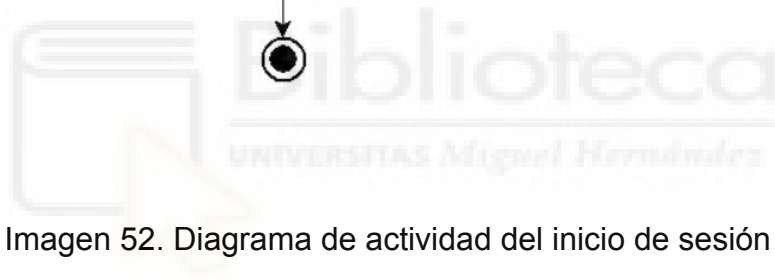 Biblioteca
UNIVERSITAS Miguel Hernández
Imagen 52. Diagrama de actividad del inicio de sesión